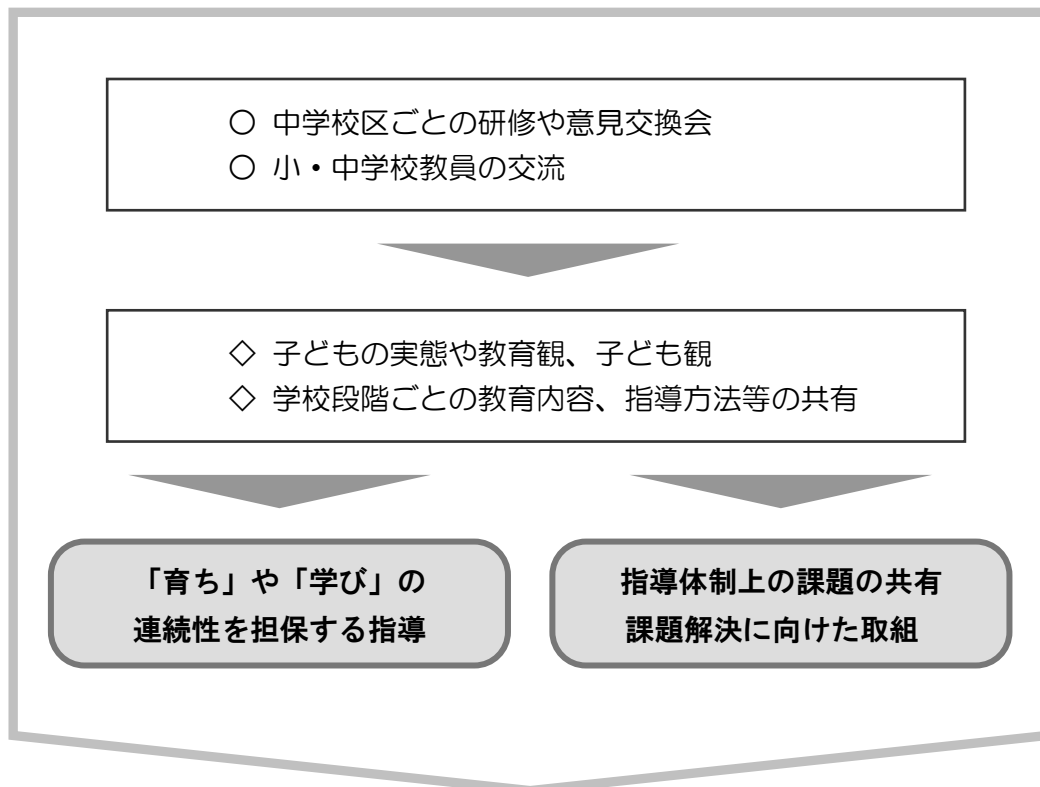 ○ 中学校区ごとの研修や意見交換会
○ 小・中学校教員の交流
◇ 子どもの実態や教育観、子ども観
◇ 学校段階ごとの教育内容、指導方法等の共有
「育ち」や「学び」の
連続性を担保する指導
指導体制上の課題の共有
課題解決に向けた取組